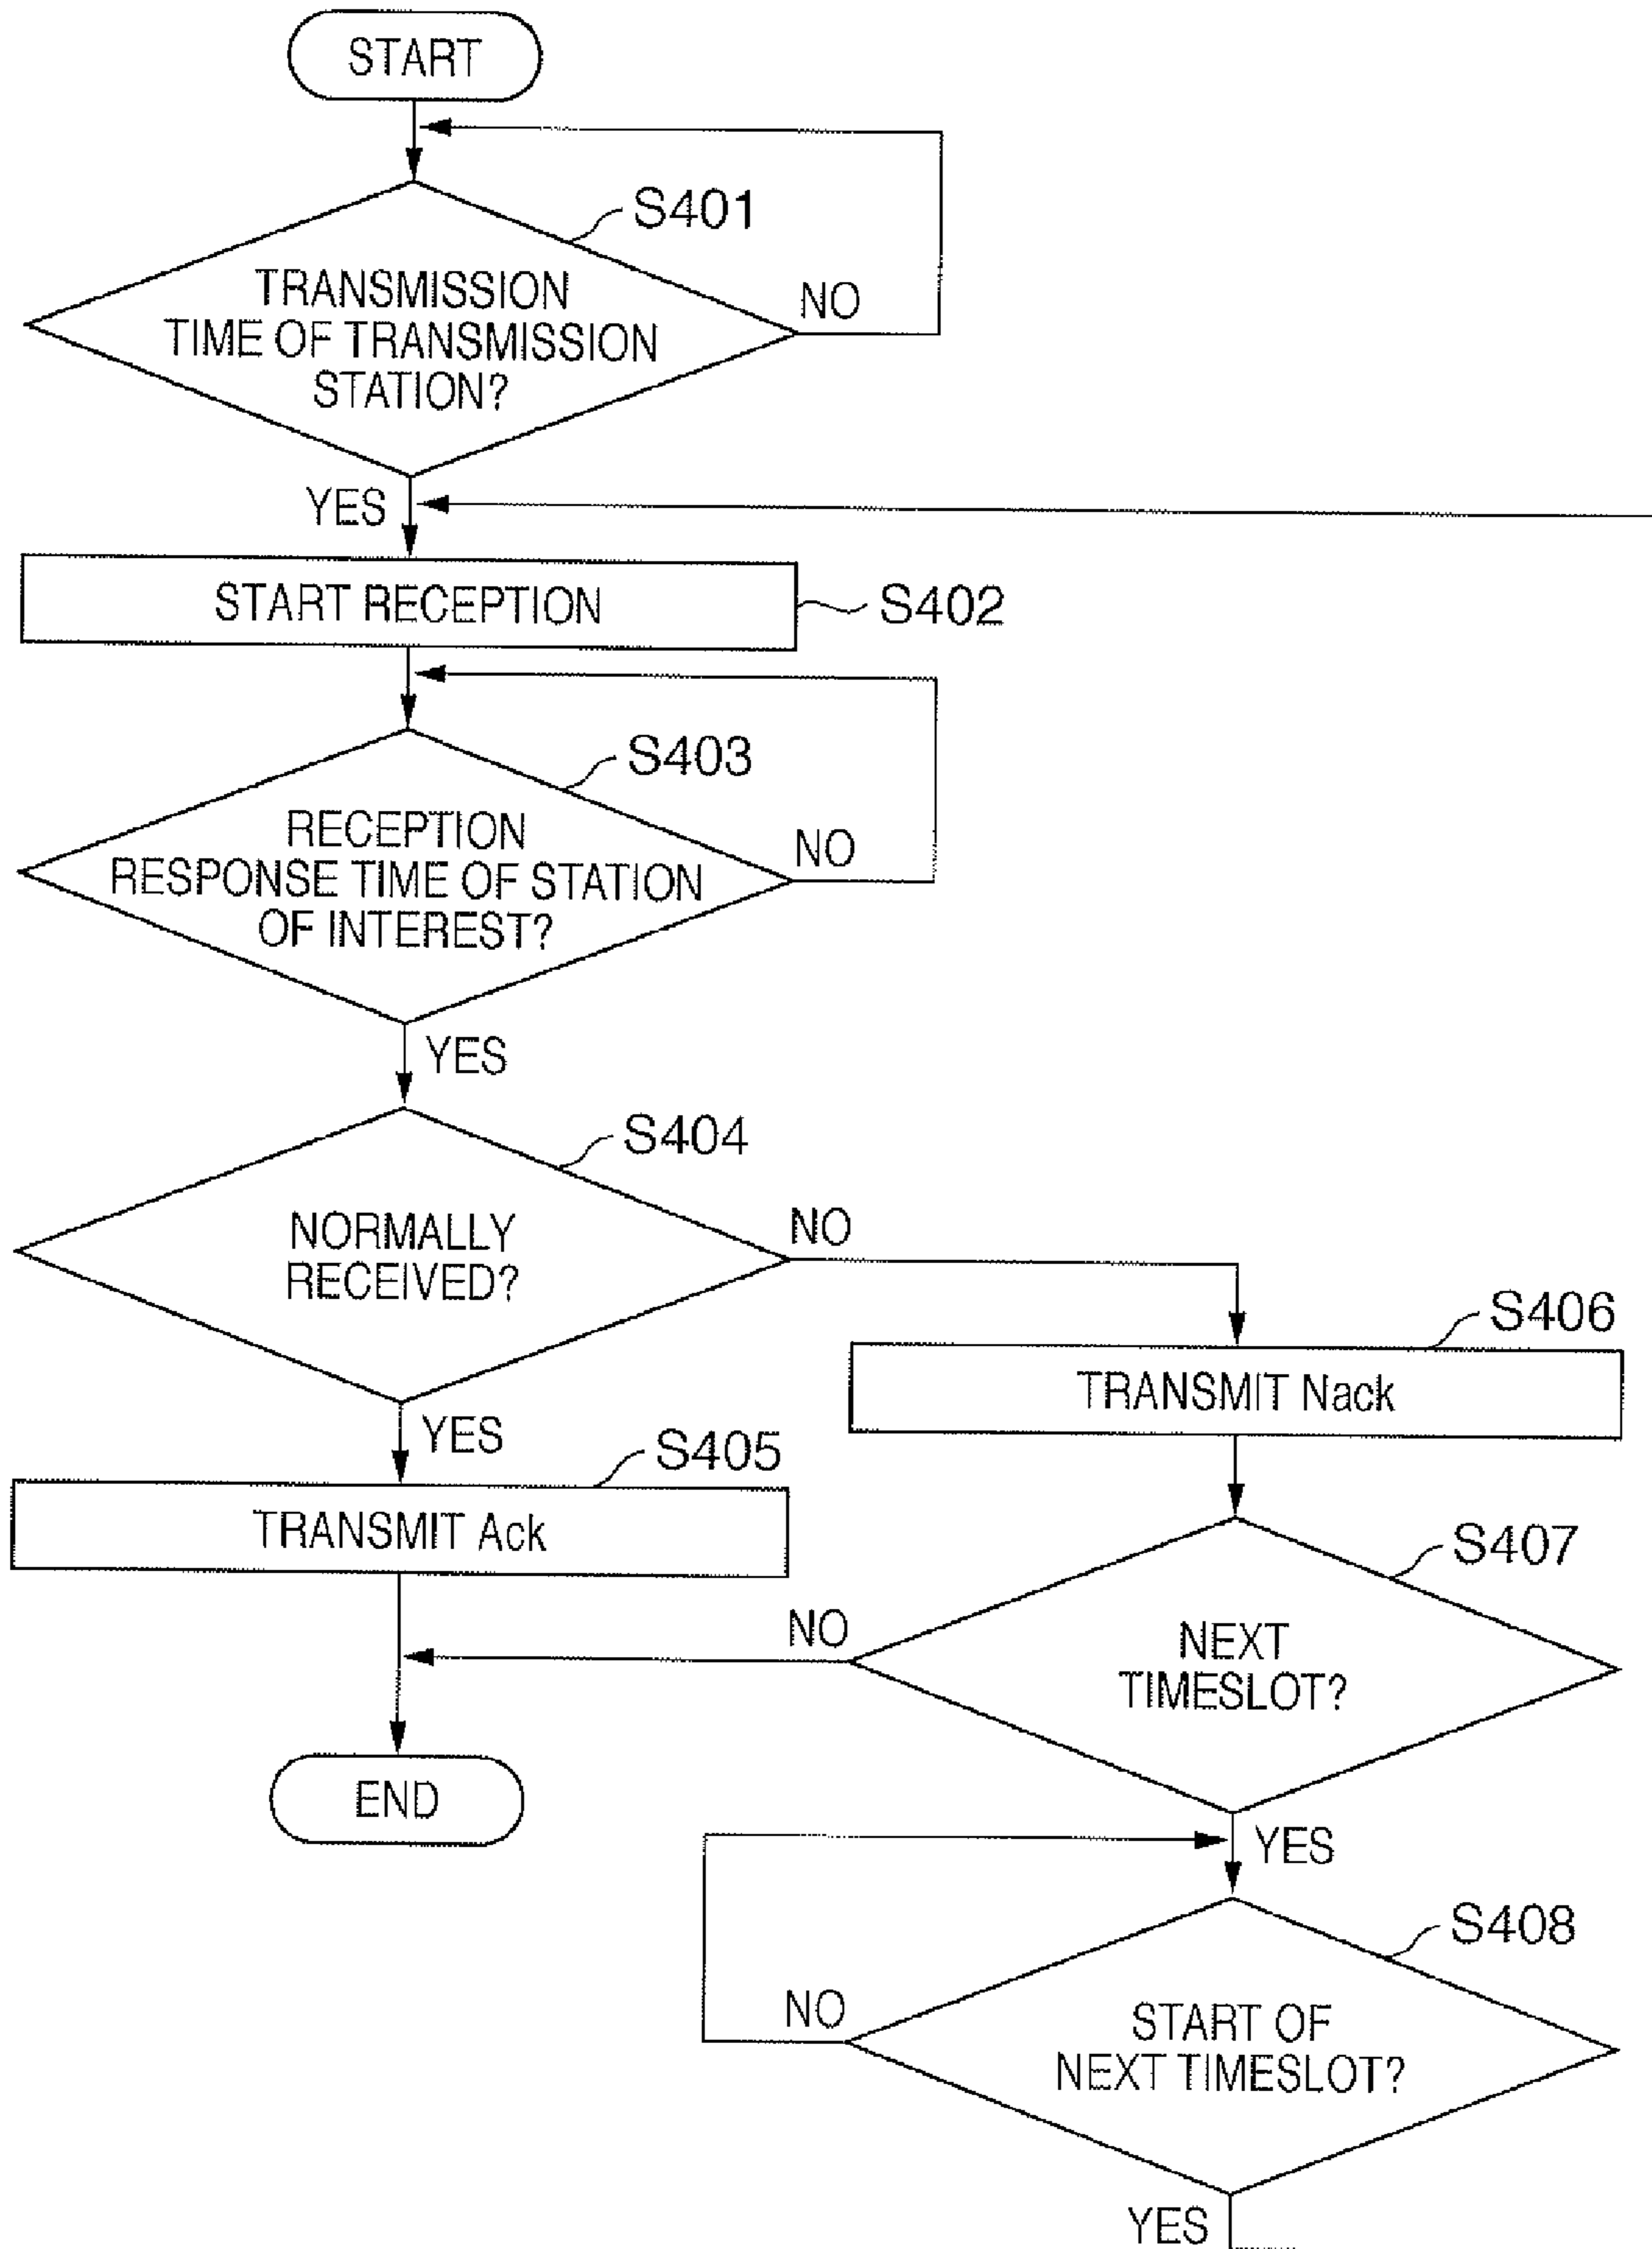 START
S401
TRANSMISSION
TIME OF TRANSMISSION
STATION?
NO
YES
START RECEPTION
S402
S403
RECEPTION
RESPONSE TIME OF STATION
OF INTEREST?
NO
YES
S404
NORMALLY
RECEIVED?
NO
S406
TRANSMIT Nack
YES
S405
TRANSMIT Ack
S407
NO
NEXT
TIMESLOT?
END
YES
S408
NO
START OF
NEXT TIMESLOT?
YES